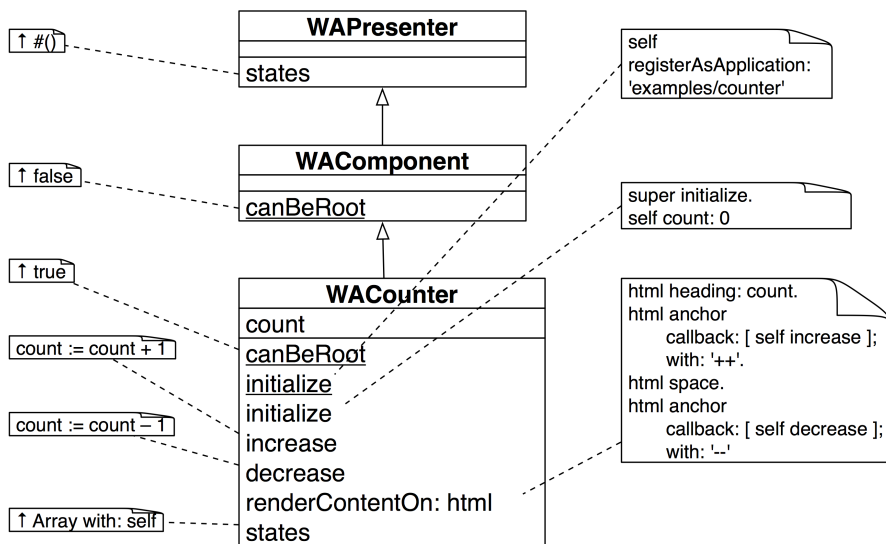 WAPresenter
↑ #()
states
self
registerAsApplication:
'examples/counter'
WAComponent
↑ false
canBeRoot
super initialize.
self count: 0
↑ true
WACounter
count
canBeRoot
count := count + 1
initialize
initialize
increase
count := count – 1
decrease
renderContentOn: html
↑ Array with: self
states
html heading: count.
html anchor
callback: [ self increase ];
with: '++'.
html space.
html anchor
callback: [ self decrease ];
with: '--'